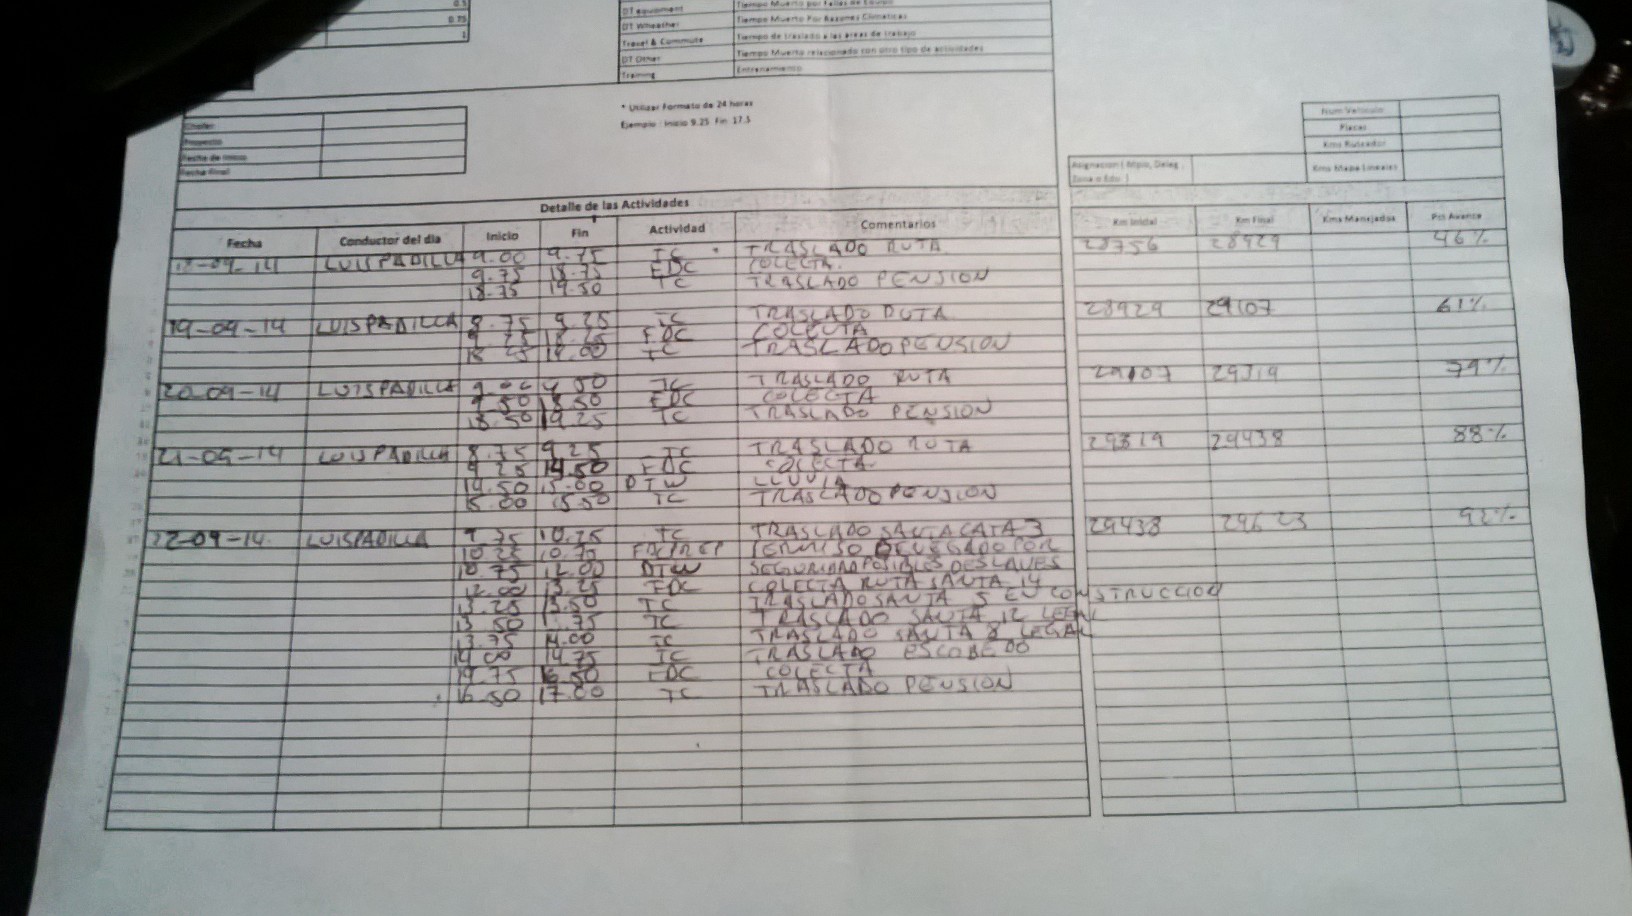 0.5
0.75
1
DT equipment Tiempo Muerto por Fallas de Equipo
DT Wheather Tiempo Muerto Por Razones Climaticas
Travel & Commute Tiempo de traslado a las areas de trabajo
DT Other Tiempo Muerto relacionado con otro tipo de actividades
Training Entrenamiento
* Utilizar Formato de 24 horas
Ejemplo : Inicio 9.25 Fin 17.5
Chofer
Proyecto
Fecha de Inicio
Fecha Final
Num Vehiculo
Placas
Kms Ruteados
Kms Mapa Lineales
Asignacion ( Mpio, Deleg,
Zona o Edo. )
Detalle de las Actividades
Fecha Conductor del dia Inicio Fin Actividad Comentarios Km Inicial Km Final Kms Manejados Pct Avance
18-09-14 LUIS PADILLA 9.00 9.75 TC TRASLADO RUTA 28756 28929 46%
9.75 18.75 FDC COLECTA.
18.75 19.50 TC TRASLADO PENSION
19-09-14 LUIS PADILLA 8.75 9.25 TC TRASLADO RUTA 28929 29107 61%
9.25 18.25 FDC COLECTA
18.25 19.00 TC TRASLADO PENSION
20-09-14 LUIS PADILLA 9.00 9.50 TC TRASLADO RUTA 29107 29319 79%
9.50 18.50 FDC COLECTA
18.50 19.25 TC TRASLADO PENSION
21-09-14 LUIS PADILLA 8.75 9.25 TC TRASLADO RUTA 29319 29438 88%
9.25 14.50 FDC COLECTA
14.50 15.00 DTW LLUVIA
15.00 15.50 TC TRASLADO PENSION
22-09-14 LUIS PADILLA 9.75 10.25 TC TRASLADO SANTA CATA 3 29438 29623 92%
10.25 10.75 PERMISO DENEGADO POR
10.75 12.00 DTW SEGURIDAD POSIBLES DESLAVES
12.00 13.25 FDC COLECTA RUTA SANTA 14
13.25 13.50 TC TRASLADO SANTA 5 EN CONSTRUCCION
13.50 TC TRASLADO SANTA 12 LEGAL
13.75 14.00 TC TRASLADO SANTA 8 LEGAL
14.00 14.75 TC TRASLADO ESCOBEDO
14.75 16.50 FDC COLECTA
16.50 17.00 TC TRASLADO PENSION